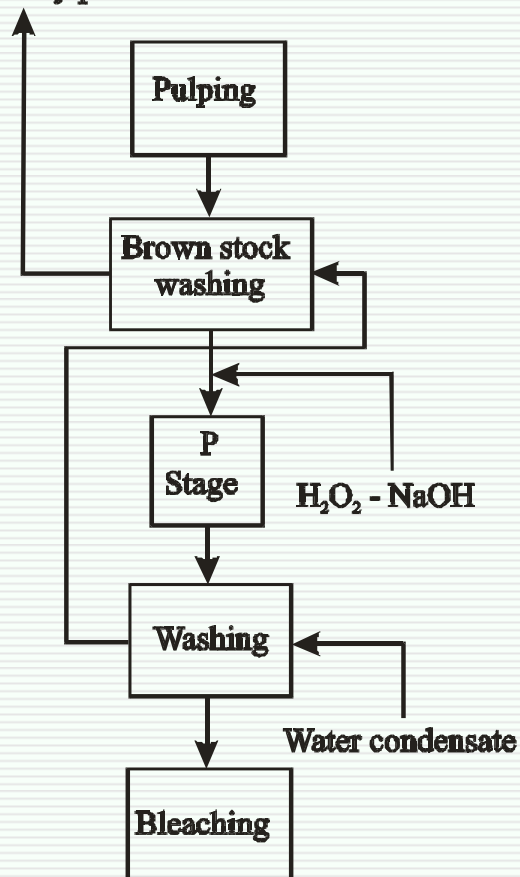 Pulping
Brown stock
washing
P
Stage
H₂O₂ - NaOH
Washing
Water condensate
Bleaching